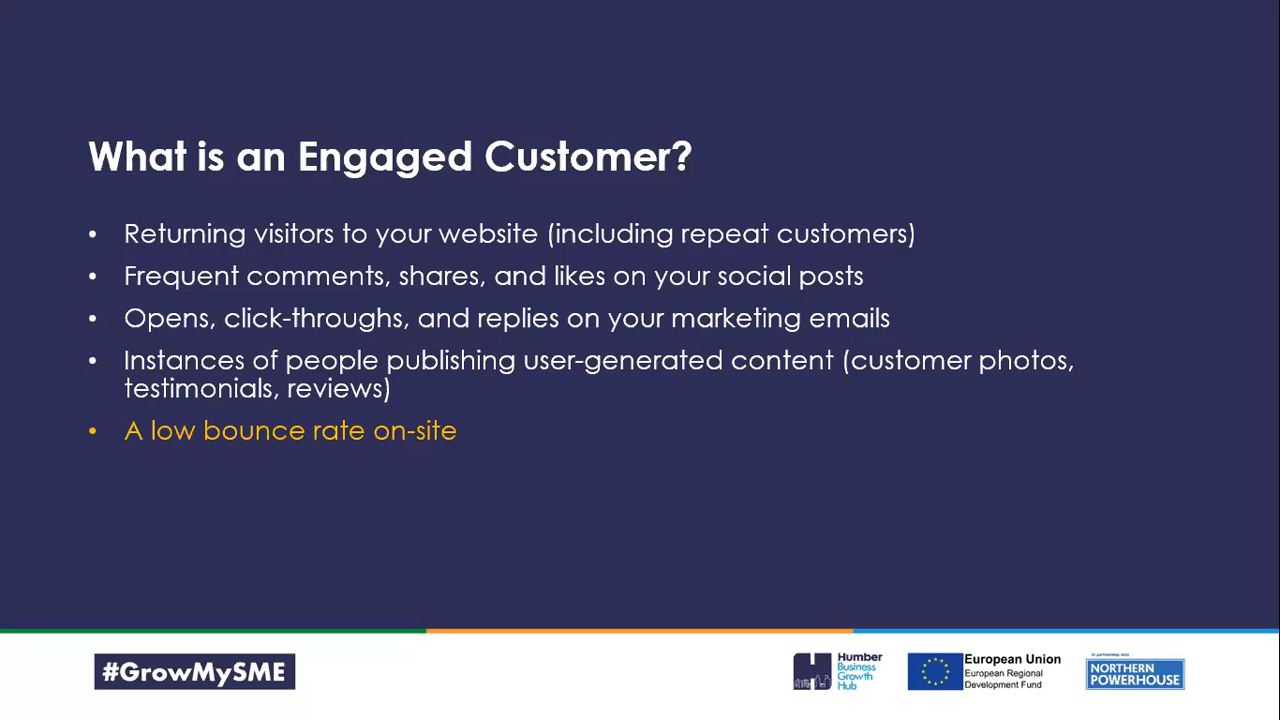 What is an Engaged Customer?
• Returning visitors to your website (including repeat customers)
• Frequent comments, shares, and likes on your social posts
• Opens, click-throughs, and replies on your marketing emails
• Instances of people publishing user-generated content (customer photos,
testimonials, reviews)
• A low bounce rate on-site
#GrowMySME
Humber
Business
Growth
Hub
European Union
European Regional
Development Fund
In partnership with
NORTHERN
POWERHOUSE